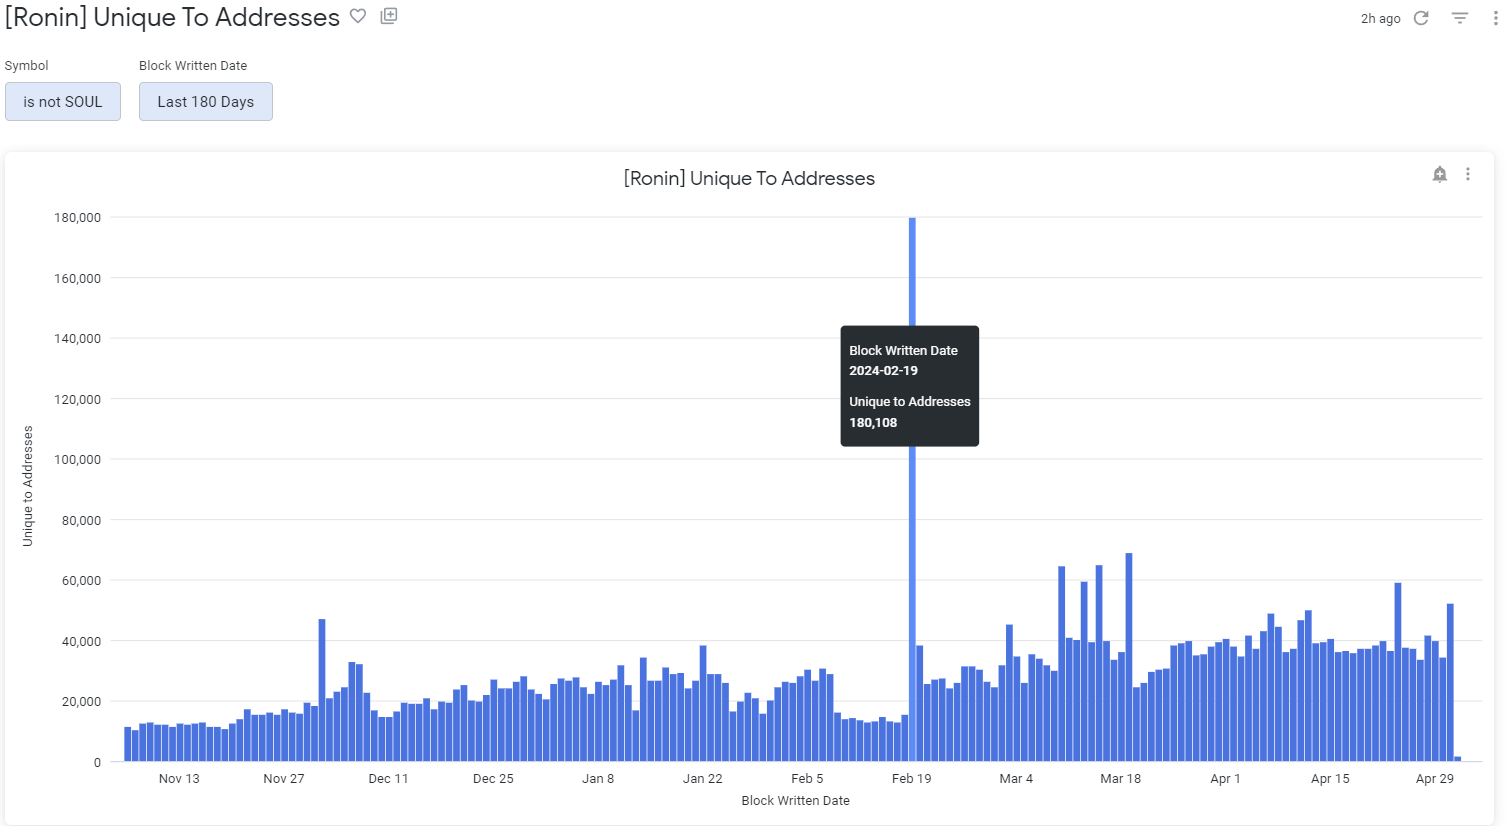 [Ronin] Unique To Addresses
2h ago
Symbol
Block Written Date
is not SOUL
Last 180 Days
[Ronin] Unique To Addresses
180,000
160,000
140,000
120,000
100,000
80,000
60,000
40,000
20,000
0
Unique to Addresses
Block Written Date
2024-02-19
Unique to Addresses
180,108
Nov 13 Nov 27 Dec 11 Dec 25 Jan 8 Jan 22 Feb 5 Feb 19 Mar 4 Mar 18 Apr 1 Apr 15 Apr 29
Block Written Date